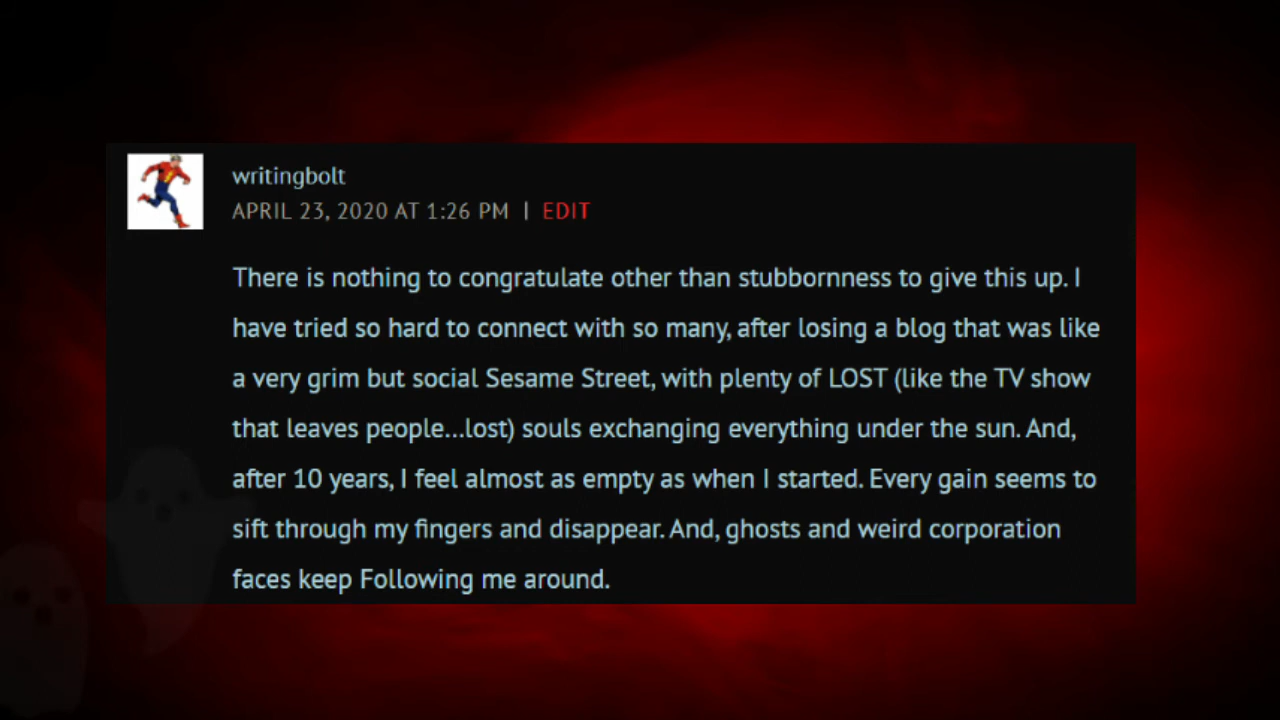 writingbolt
APRIL 23, 2020 AT 1:26 PM | EDIT
There is nothing to congratulate other than stubbornness to give this up. I
have tried so hard to connect with so many, after losing a blog that was like
a very grim but social Sesame Street, with plenty of LOST (like the TV show
that leaves people...lost) souls exchanging everything under the sun. And,
after 10 years, I feel almost as empty as when I started. Every gain seems to
sift through my fingers and disappear. And, ghosts and weird corporation
faces keep Following me around.